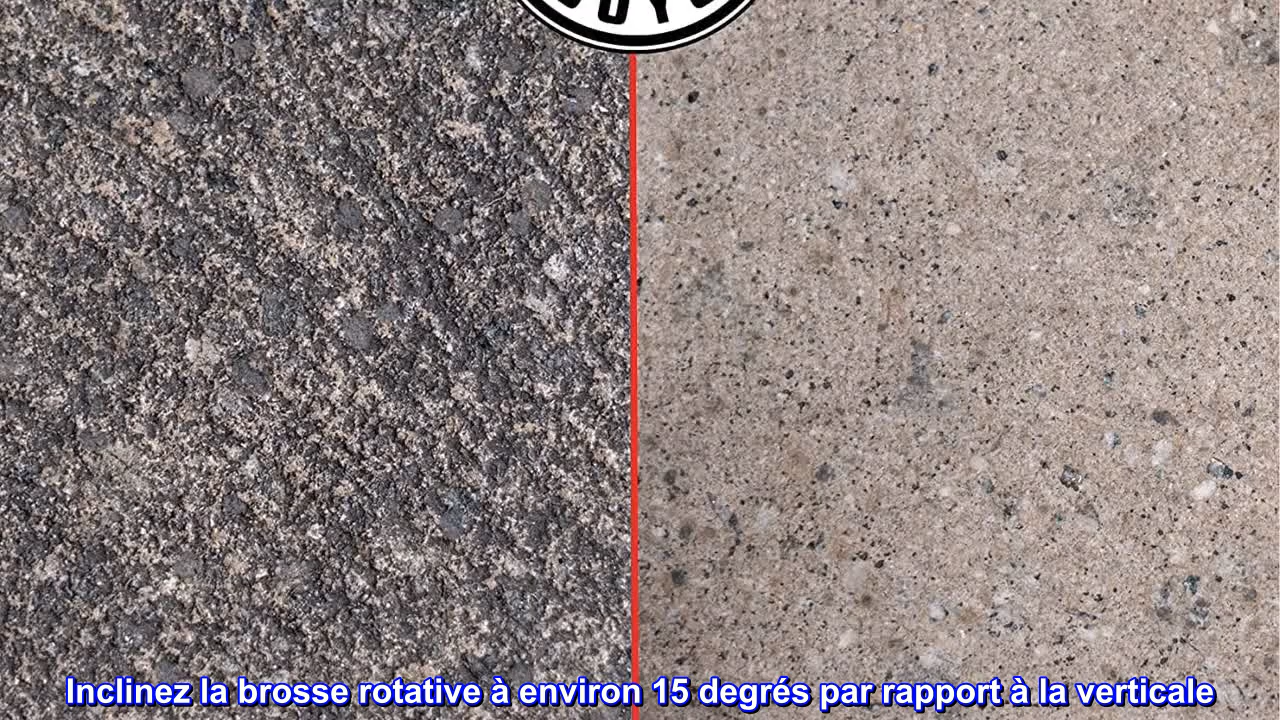 Inclinez la brosse rotative à environ 15 degrés par rapport à la verticale